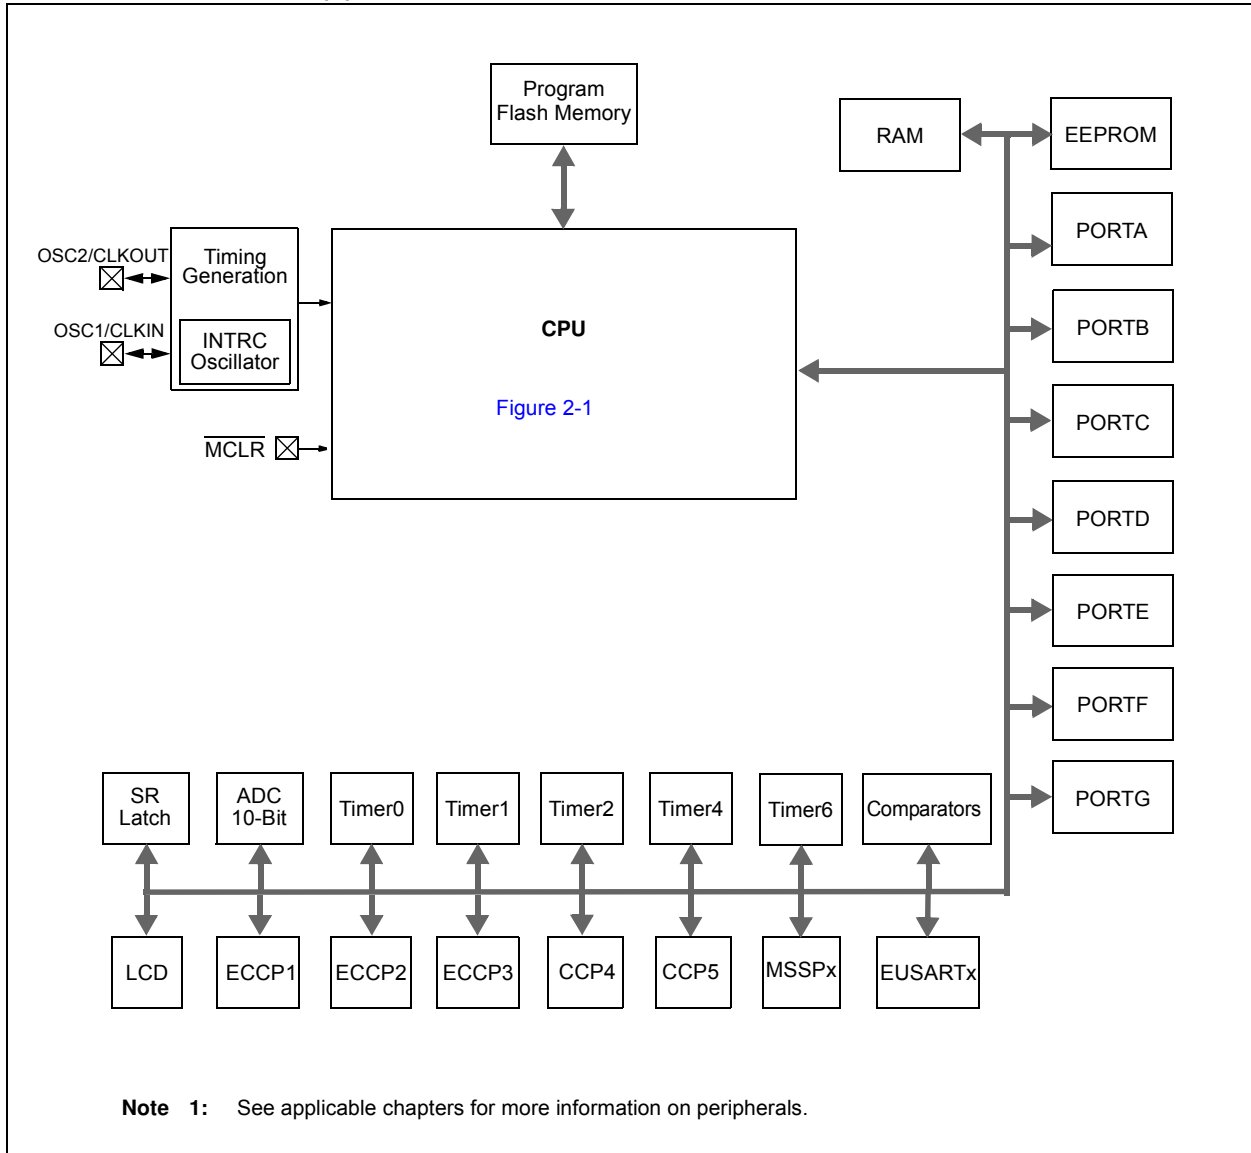 Program
Flash Memory
RAM
EEPROM
PORTA
OSC2/CLKOUT
Timing
Generation
OSC1/CLKIN
INTRC
Oscillator
CPU
PORTB
Figure 2-1
PORTC
MCLR
PORTD
PORTE
PORTF
SR
Latch
ADC
10-Bit
Timer0
Timer1
Timer2
Timer4
Timer6
Comparators
PORTG
LCD
ECCP1
ECCP2
ECCP3
CCP4
CCP5
MSSPx
EUSARTx
Note 1: See applicable chapters for more information on peripherals.